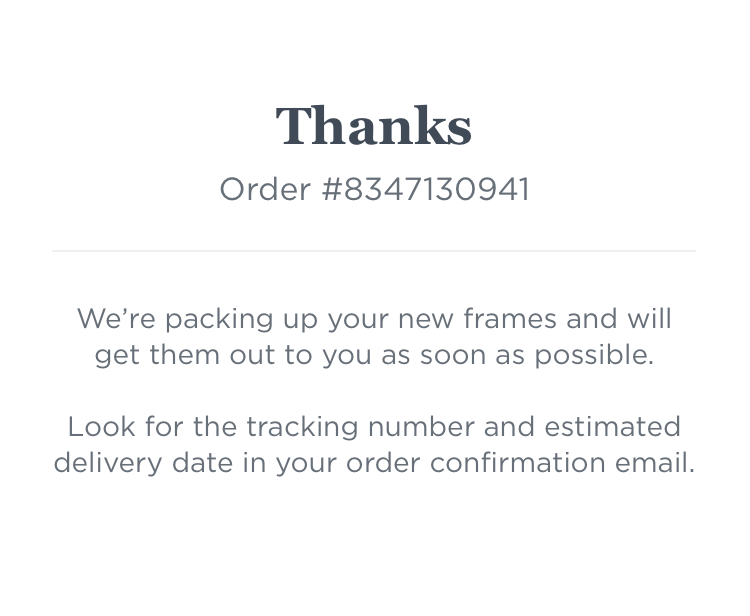 Thanks
Order #8347130941
We’re packing up your new frames and will
get them out to you as soon as possible.
Look for the tracking number and estimated
delivery date in your order confirmation email.